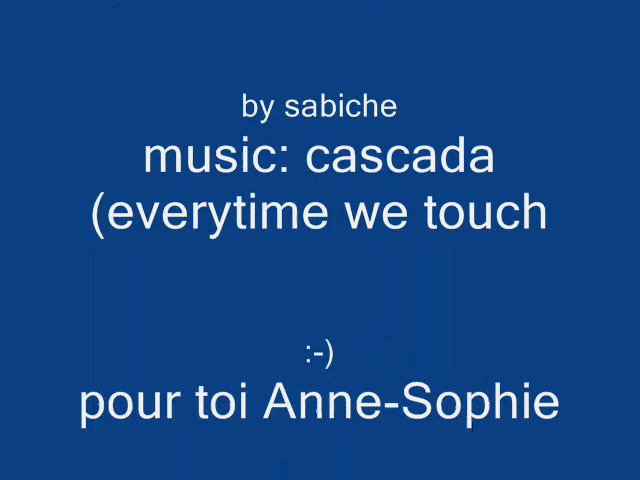 by sabiche
music: cascada
(everytime we touch
:-)
pour toi Anne-Sophie